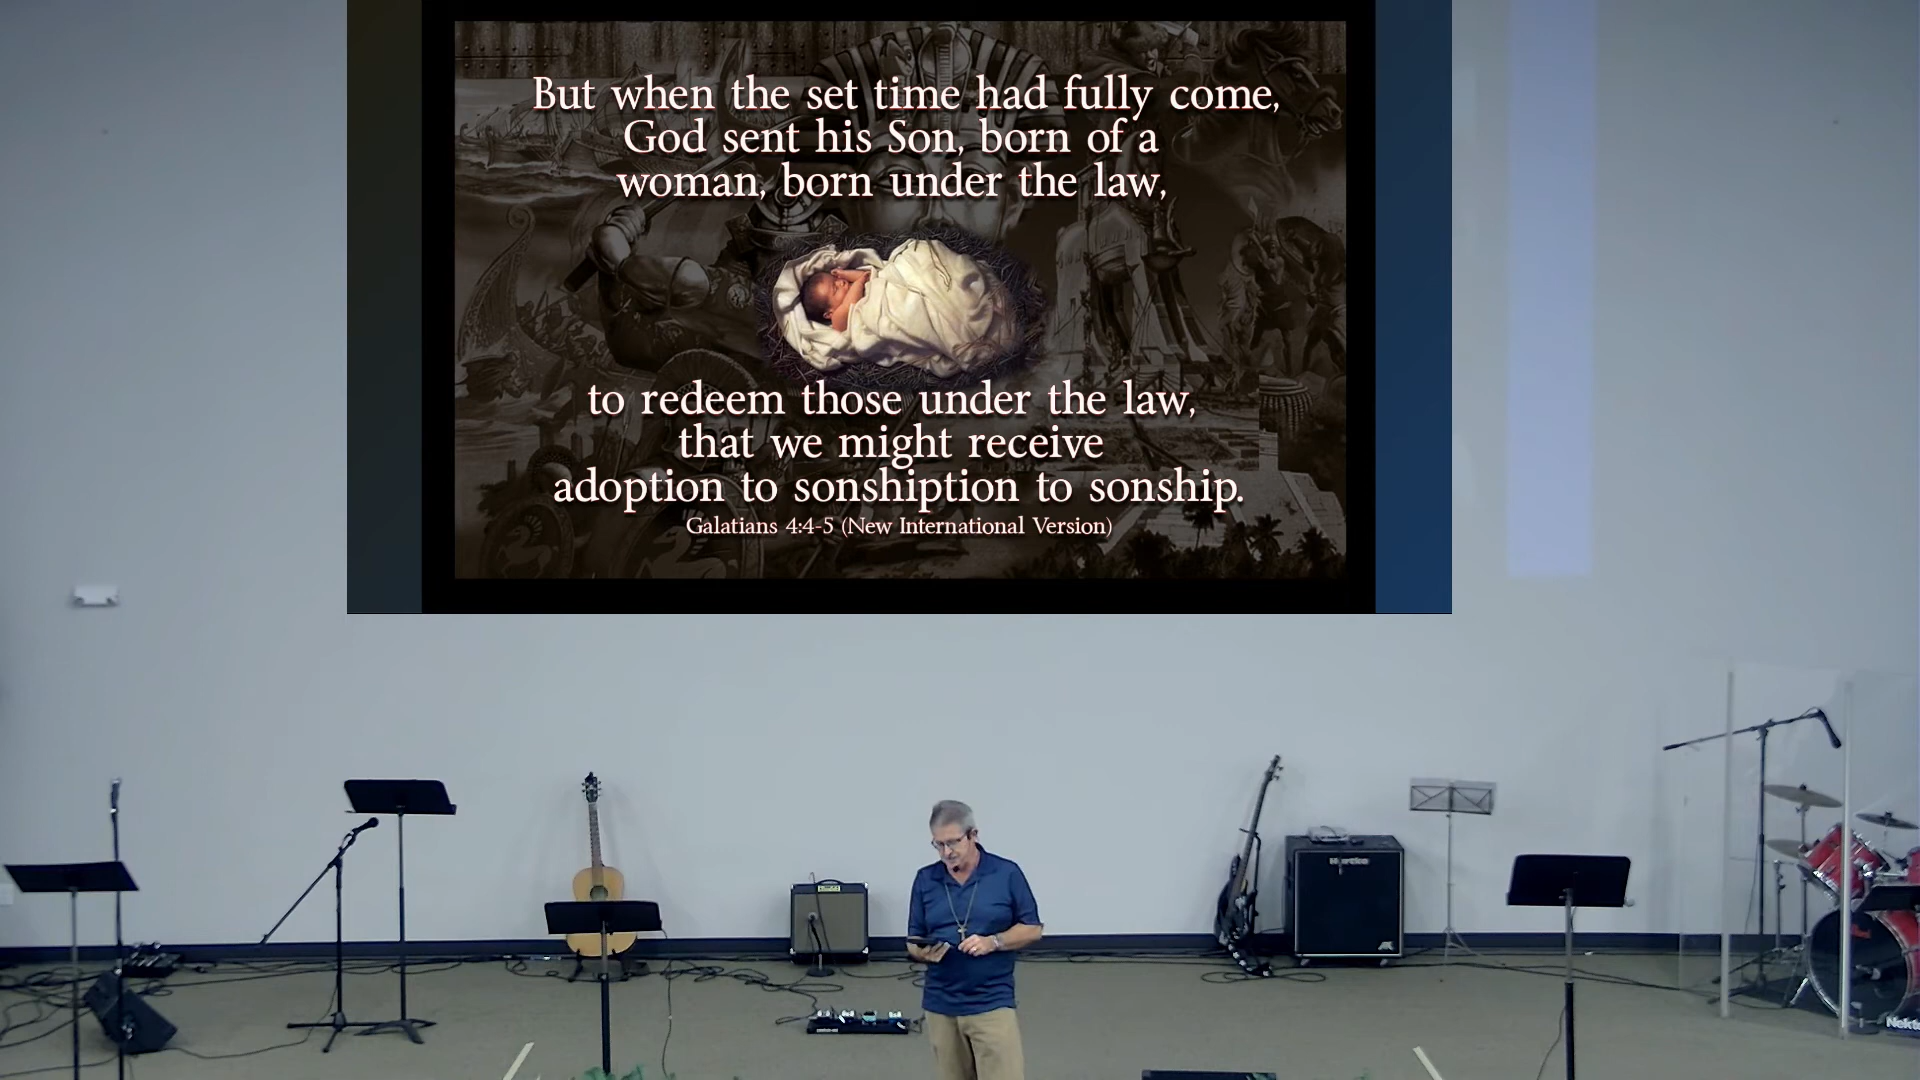 But when the set time had fully come,
God sent his Son, born of a
woman, born under the law,
to redeem those under the law,
that we might receive
adoption to sonshiption to sonship.
Galatians 4:4-5 (New International Version)
Hartke